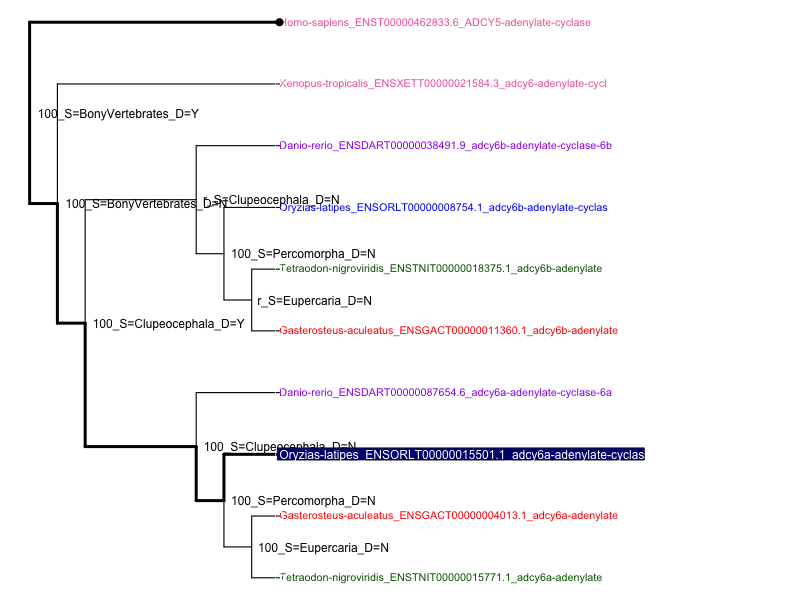 Homo-sapiens_ENST00000462833.6_ADCY5-adenylate-cyclase
Xenopus-tropicalis_ENSXETT00000021584.3_adcy6-adenylate-cycl
100_S=BonyVertebrates_D=Y
Danio-rerio_ENSDART00000038491.9_adcy6b-adenylate-cyclase-6b
r_S=Clupeocephala_D=N
100_S=BonyVertebrates_D=N
Oryzias-latipes_ENSORLT00000008754.1_adcy6b-adenylate-cyclas
100_S=Percomorpha_D=N
Tetraodon-nigroviridis_ENSTNIT00000018375.1_adcy6b-adenylate
r_S=Eupercaria_D=N
100_S=Clupeocephala_D=Y
Gasterosteus-aculeatus_ENSGACT00000011360.1_adcy6b-adenylate
Danio-rerio_ENSDART00000087654.6_adcy6a-adenylate-cyclase-6a
100_S=Clupeocephala_D=N
Oryzias-latipes_ENSORLT00000015501.1_adcy6a-adenylate-cyclas
100_S=Percomorpha_D=N
Gasterosteus-aculeatus_ENSGACT00000004013.1_adcy6a-adenylate
100_S=Eupercaria_D=N
Tetraodon-nigroviridis_ENSTNIT00000015771.1_adcy6a-adenylate